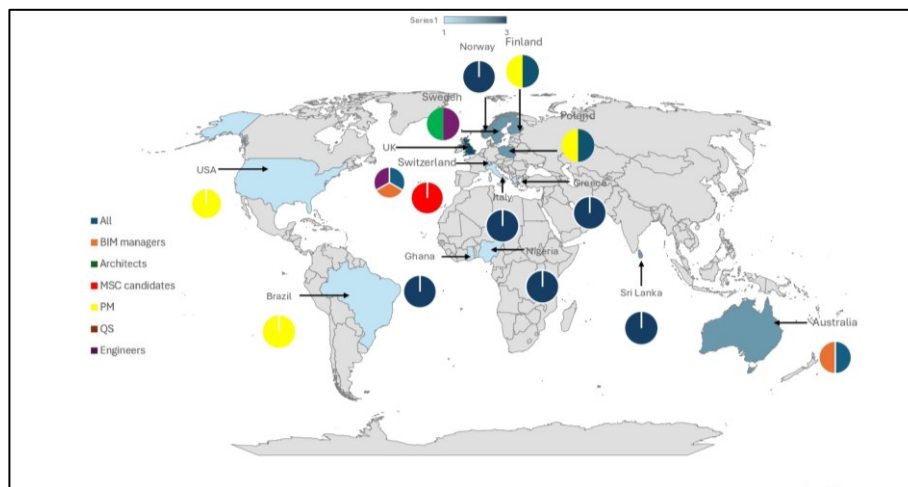 Series1
1 3
Norway
Finland
Sweden
Poland
UK
Switzerland
USA
Greece
Italy
Ghana
Nigeria
Brazil
Sri Lanka
Australia
All
BIM managers
Architects
MSC candidates
PM
QS
Engineers